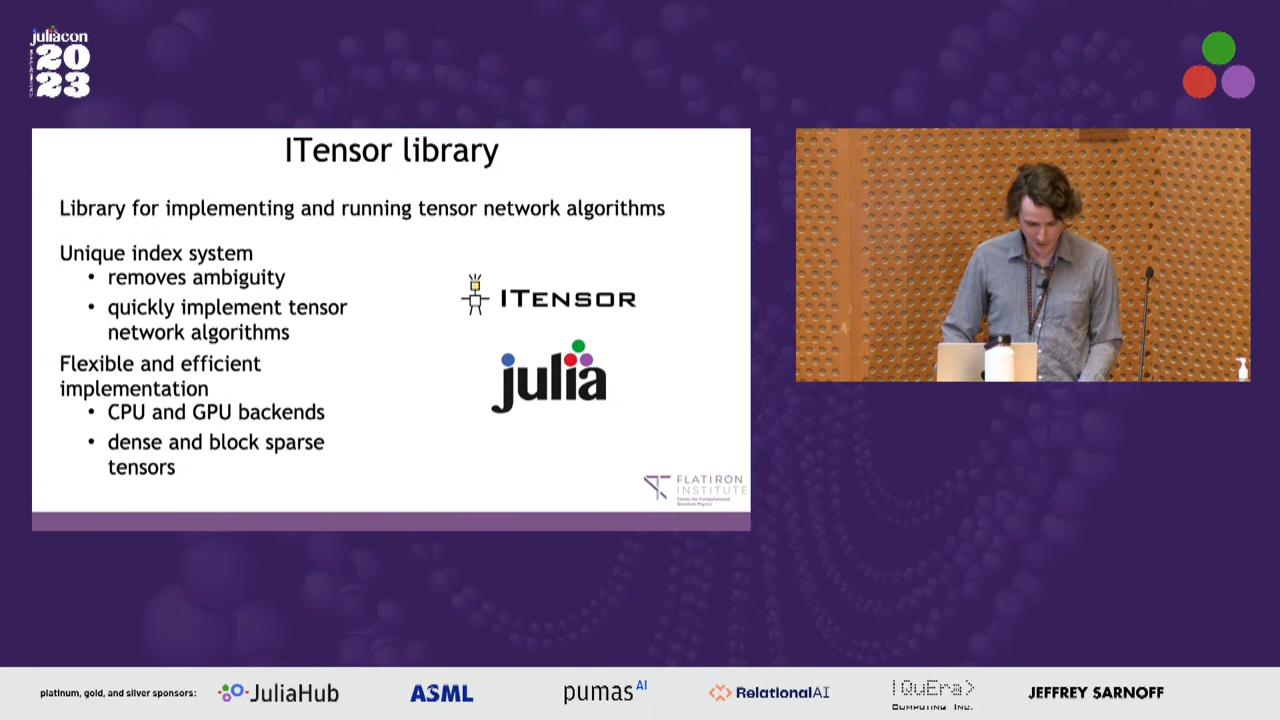 juliacon
20
23
ITensor library
Library for implementing and running tensor network algorithms
Unique index system
• removes ambiguity
• quickly implement tensor
network algorithms
Flexible and efficient
implementation
• CPU and GPU backends
• dense and block sparse
tensors
ITENSOR
julia
FLATIRON
INSTITUTE
Center for Computational
Quantum Physics
platinum, gold, and silver sponsors:
JuliaHub
ASML
pumas AI
RelationalAI
|QuEra>
COMPUTING INC.
JEFFREY SARNOFF